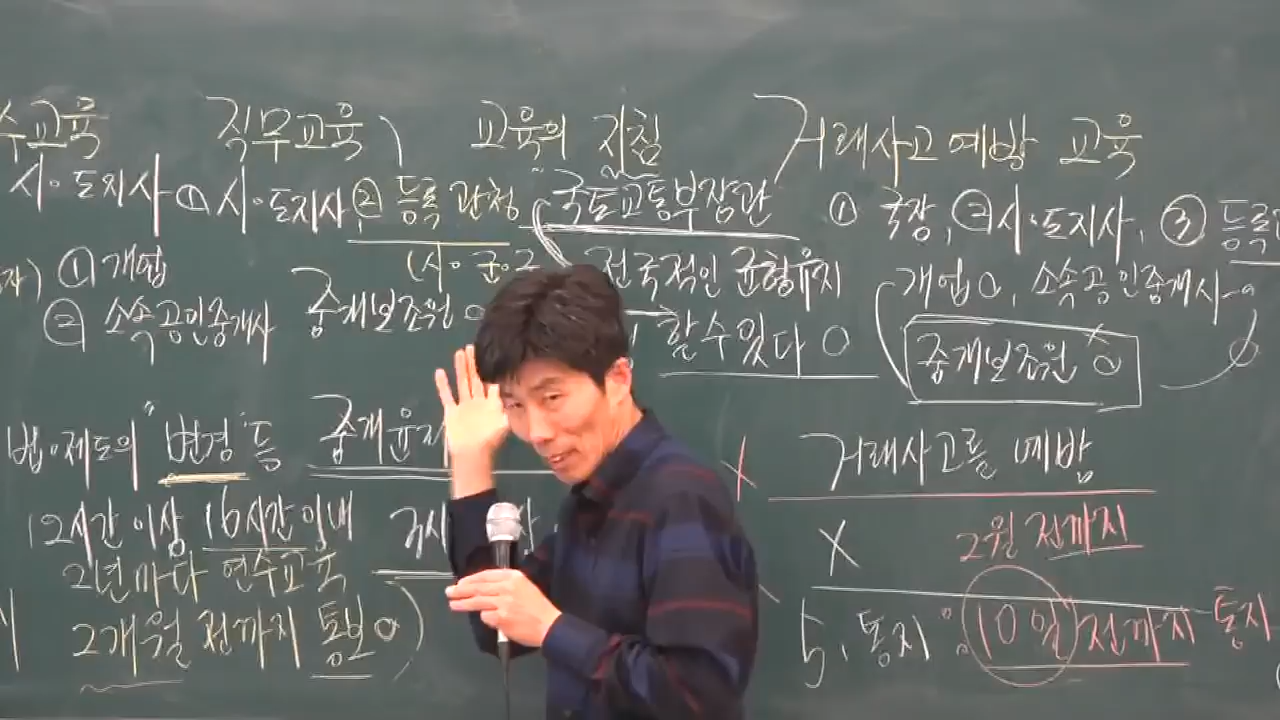 수교육 직무교육 교육의 지침 거래사고 예방 교육
시·도지사 ① 시·도지사, ② 등록관청 "국토교통부장관 ① 국장, ② 시·도지사, ③ 등록
(시·군·구 전국적인 균형유지
① 개업 개업 O, 소속공인중개사
② 소속공인중개사 중개보조원 할 수 있다 O 중개보조원
법·제도의 "변경"등 중개윤리 X 거래사고를 예방
12시간 이상 16시간 이내 X 2일 전까지
2년마다 연수교육
2개월 전까지 통보 5. 통지 10일 전까지 통지